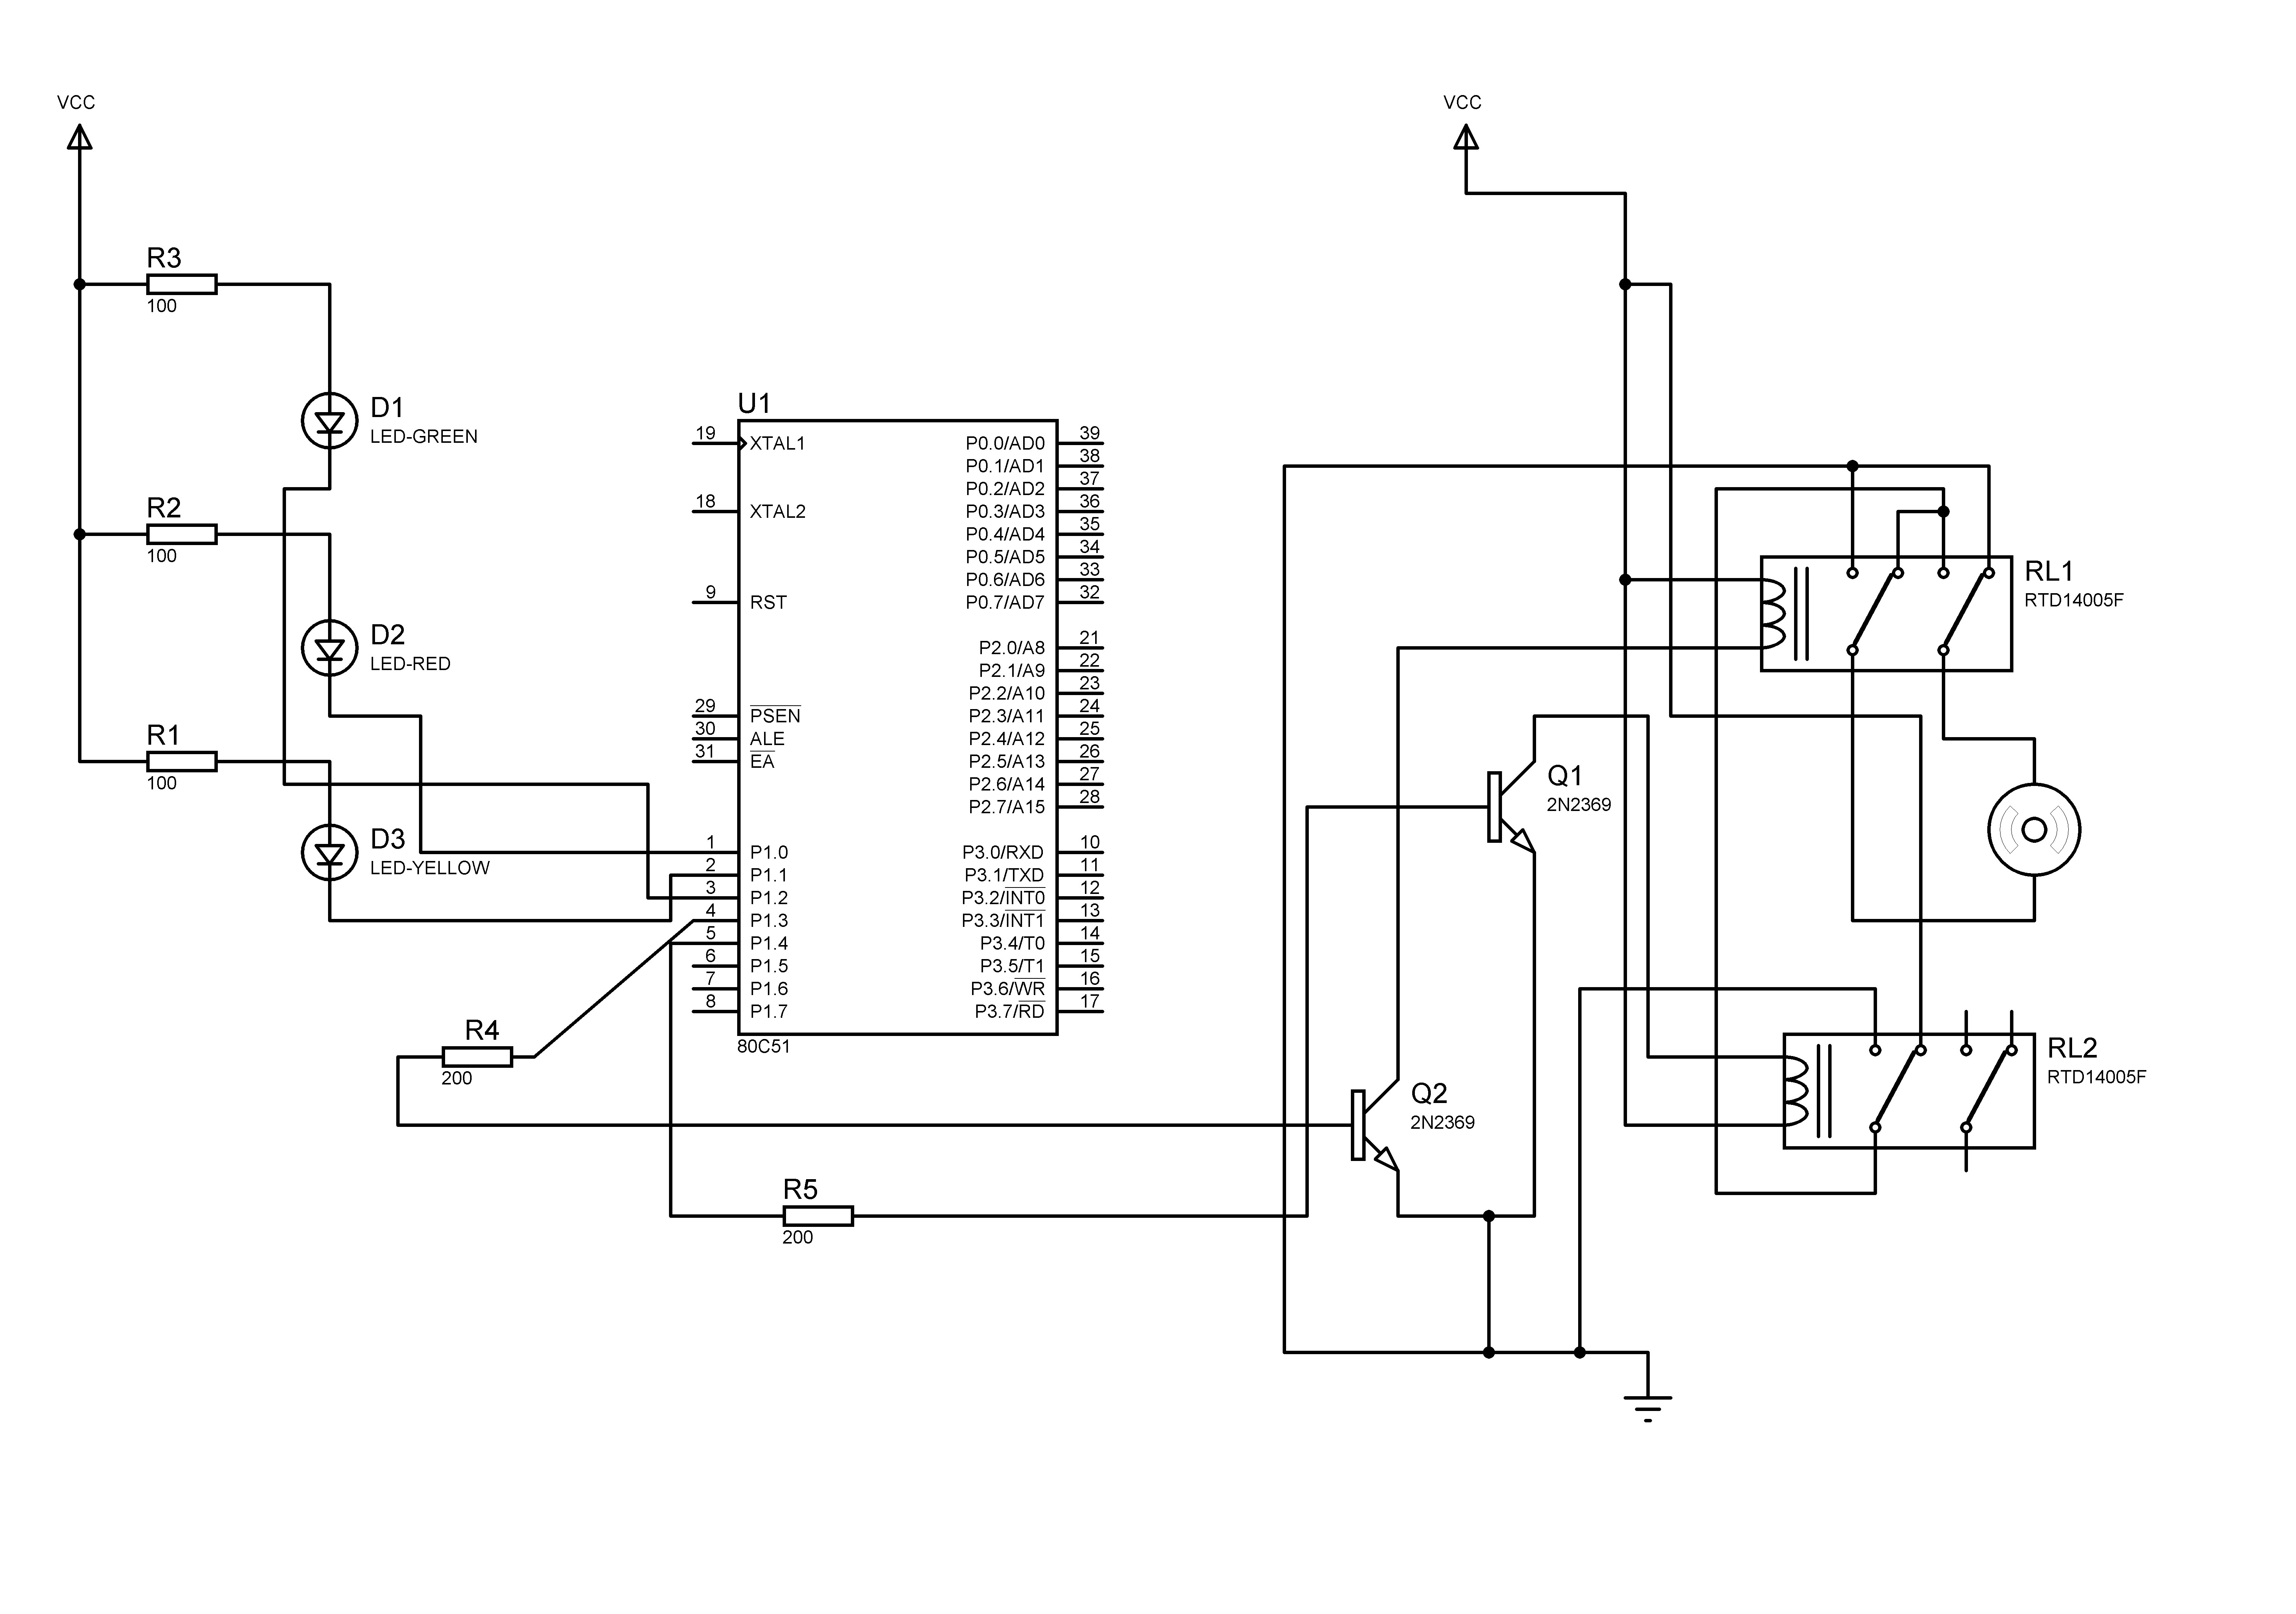 VCC
VCC
R3
100
R2
100
R1
100
D1
LED-GREEN
D2
LED-RED
D3
LED-YELLOW
U1
19 XTAL1
18 XTAL2
9 RST
29 PSEN
30 ALE
31 EA
1 P1.0
2 P1.1
3 P1.2
4 P1.3
5 P1.4
6 P1.5
7 P1.6
8 P1.7
P0.0/AD0 39
P0.1/AD1 38
P0.2/AD2 37
P0.3/AD3 36
P0.4/AD4 35
P0.5/AD5 34
P0.6/AD6 33
P0.7/AD7 32
P2.0/A8 21
P2.1/A9 22
P2.2/A10 23
P2.3/A11 24
P2.4/A12 25
P2.5/A13 26
P2.6/A14 27
P2.7/A15 28
P3.0/RXD 10
P3.1/TXD 11
P3.2/INT0 12
P3.3/INT1 13
P3.4/T0 14
P3.5/T1 15
P3.6/WR 16
P3.7/RD 17
80C51
R4
200
R5
200
Q1
2N2369
Q2
2N2369
RL1
RTD14005F
RL2
RTD14005F